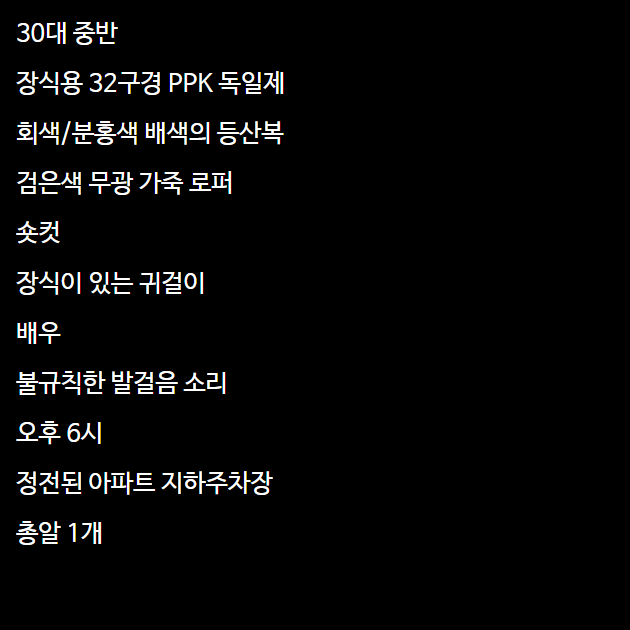 30대 중반
장식용 32구경 PPK 독일제
회색/분홍색 배색의 등산복
검은색 무광 가죽 로퍼
숏컷
장식이 있는 귀걸이
배우
불규칙한 발걸음 소리
오후 6시
정전된 아파트 지하주차장
총알 1개